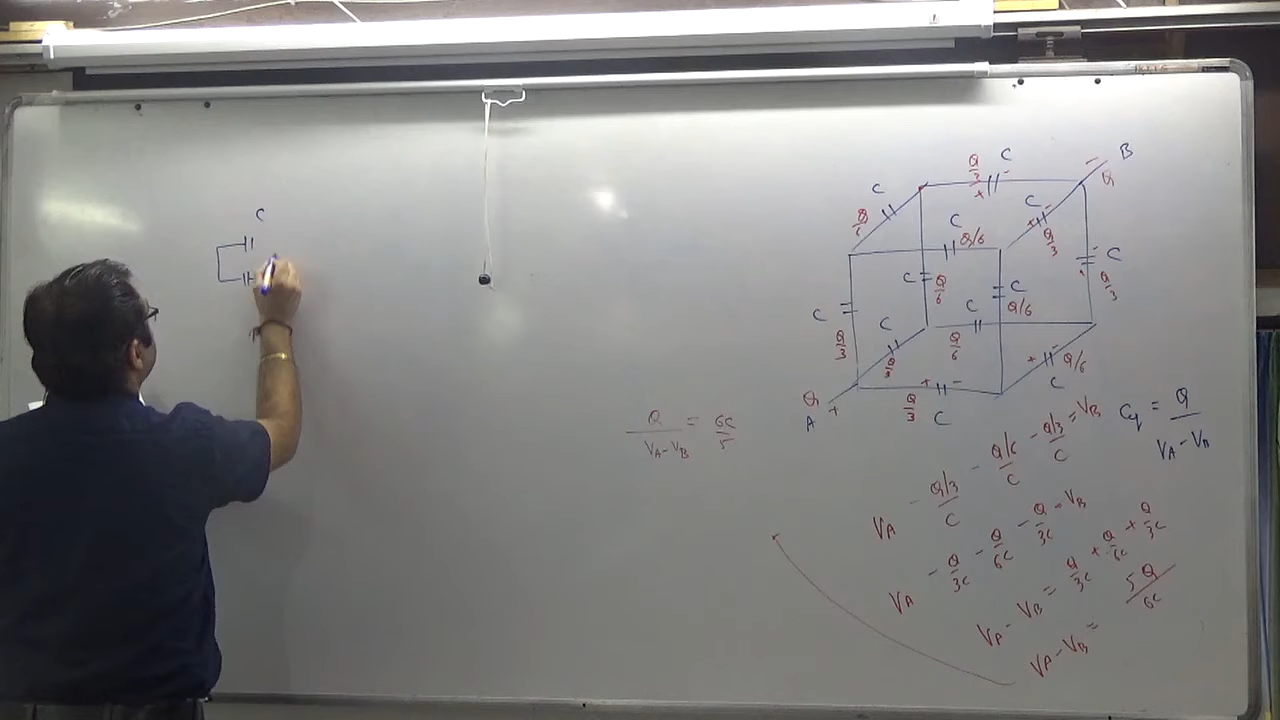 C
Q/3 C
- B
Q
C
Q/6
C
Q/6
C
+ -
Q/3
C
Q/6
C
Q/6
C
Q/3
C
Q/3
C
Q/3
C
Q/6
+ -
Q/6
C
Q
+
A
+ -
Q/3
C
Q/(VA-VB) = 6C/5
Cq = Q/(VA-VB)
VA - (Q/3)/C - (Q/6)/C - (Q/3)/C = VB
VA - Q/3C - Q/6C - Q/3C = VB
VA - VB = Q/3C + Q/6C + Q/3C
VA - VB = 5Q/6C